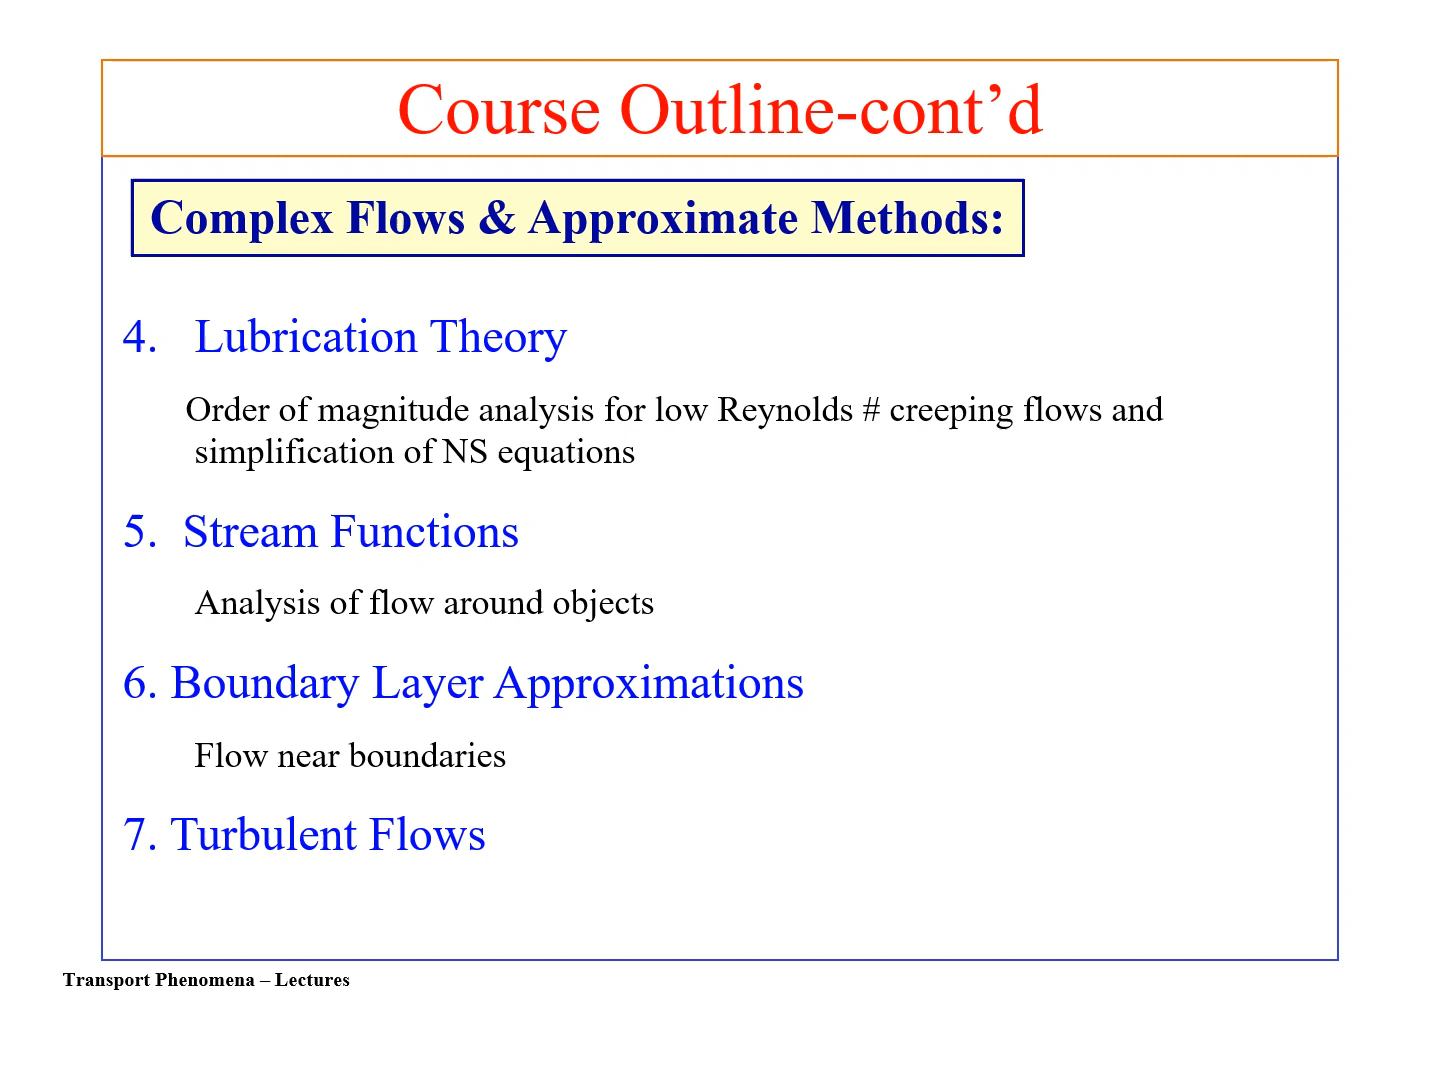 Course Outline-cont’d
Complex Flows & Approximate Methods:
4. Lubrication Theory
Order of magnitude analysis for low Reynolds # creeping flows and
simplification of NS equations
5. Stream Functions
Analysis of flow around objects
6. Boundary Layer Approximations
Flow near boundaries
7. Turbulent Flows
Transport Phenomena – Lectures